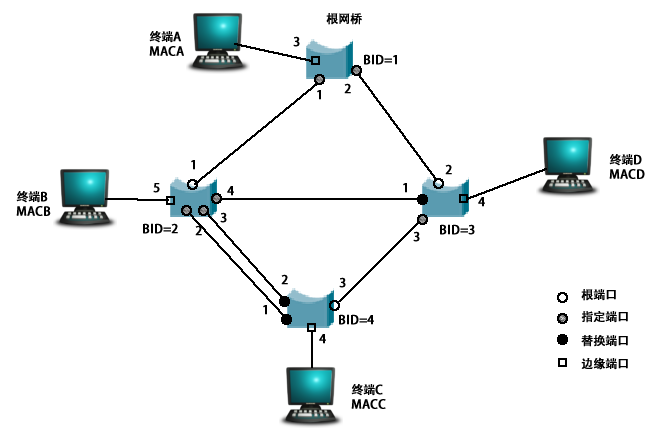 根网桥
终端A
MACA
3
BID=1
1
2
终端D
MACD
1
2
终端B
MACB
5
4
1
4
BID=2
2
3
3
BID=3
2
3
1
BID=4
4
根端口
指定端口
替换端口
边缘端口
终端C
MACC